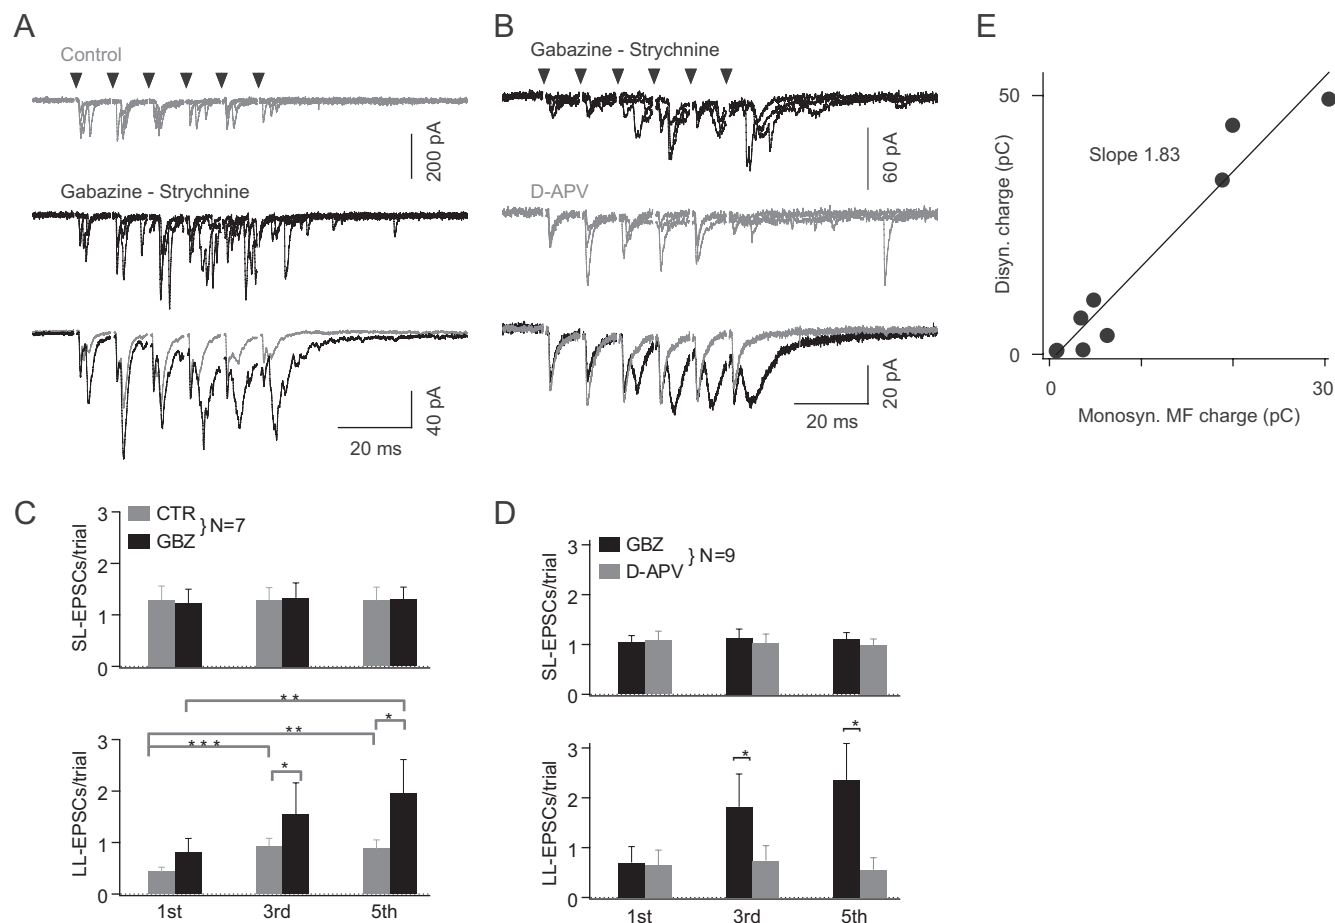 A
Control
200 pA
Gabazine - Strychnine
40 pA
20 ms
B
Gabazine - Strychnine
60 pA
D-APV
20 pA
20 ms
E
50
Disyn. charge (pC)
Slope 1.83
0
0
30
Monosyn. MF charge (pC)
C
3
CTR
GBZ
} N=7
2
SL-EPSCs/trial
1
0
* *
* *
*
* * *
*
3
LL-EPSCs/trial
2
1
0
1st
3rd
5th
D
3
GBZ
D-APV
} N=9
2
SL-EPSCs/trial
1
0
*
*
3
LL-EPSCs/trial
2
1
0
1st
3rd
5th